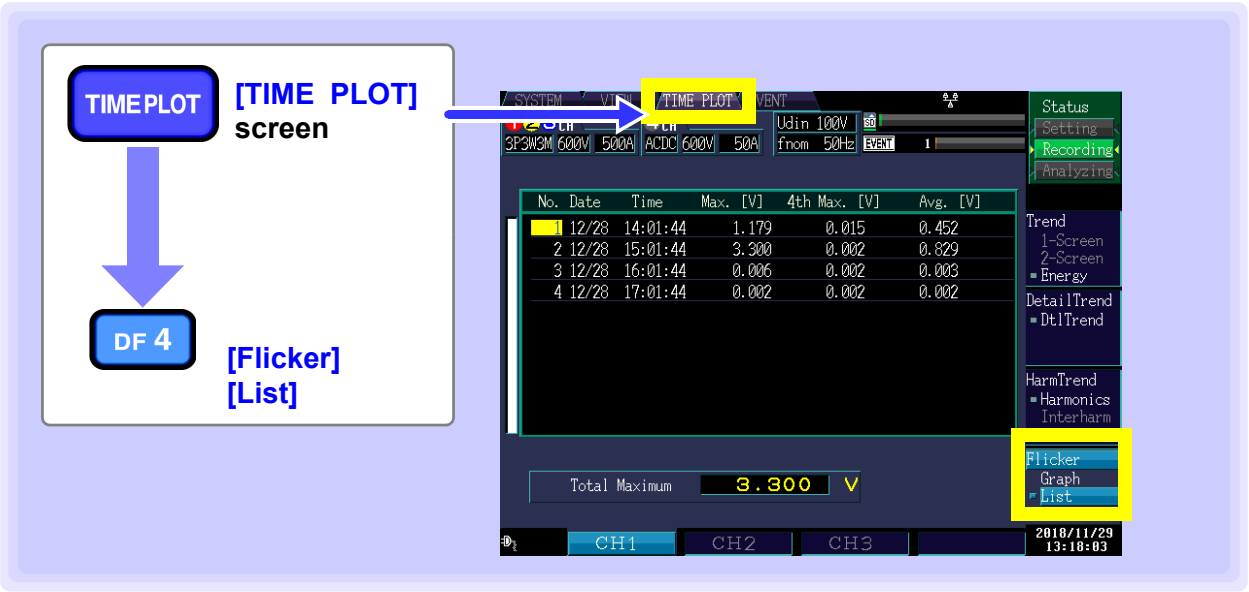 TIME PLOT
[TIME PLOT]
screen
DF 4
[Flicker]
[List]
SYSTEM VIEW TIME PLOT EVENT
1 2 3CH 4CH Udin 100V SD
3P3W3M 600V 500A ACDC 600V 50A fnom 50Hz EVENT 1
Status
Setting
Recording
Analyzing
No. Date Time Max. [V] 4th Max. [V] Avg. [V]
1 12/28 14:01:44 1.179 0.015 0.452
2 12/28 15:01:44 3.300 0.002 0.829
3 12/28 16:01:44 0.006 0.002 0.003
4 12/28 17:01:44 0.002 0.002 0.002
Total Maximum 3.300 V
Trend
1-Screen
2-Screen
Energy
DetailTrend
DtlTrend
HarmTrend
Harmonics
Interharm
Flicker
Graph
List
CH1 CH2 CH3
2018/11/29
13:18:03